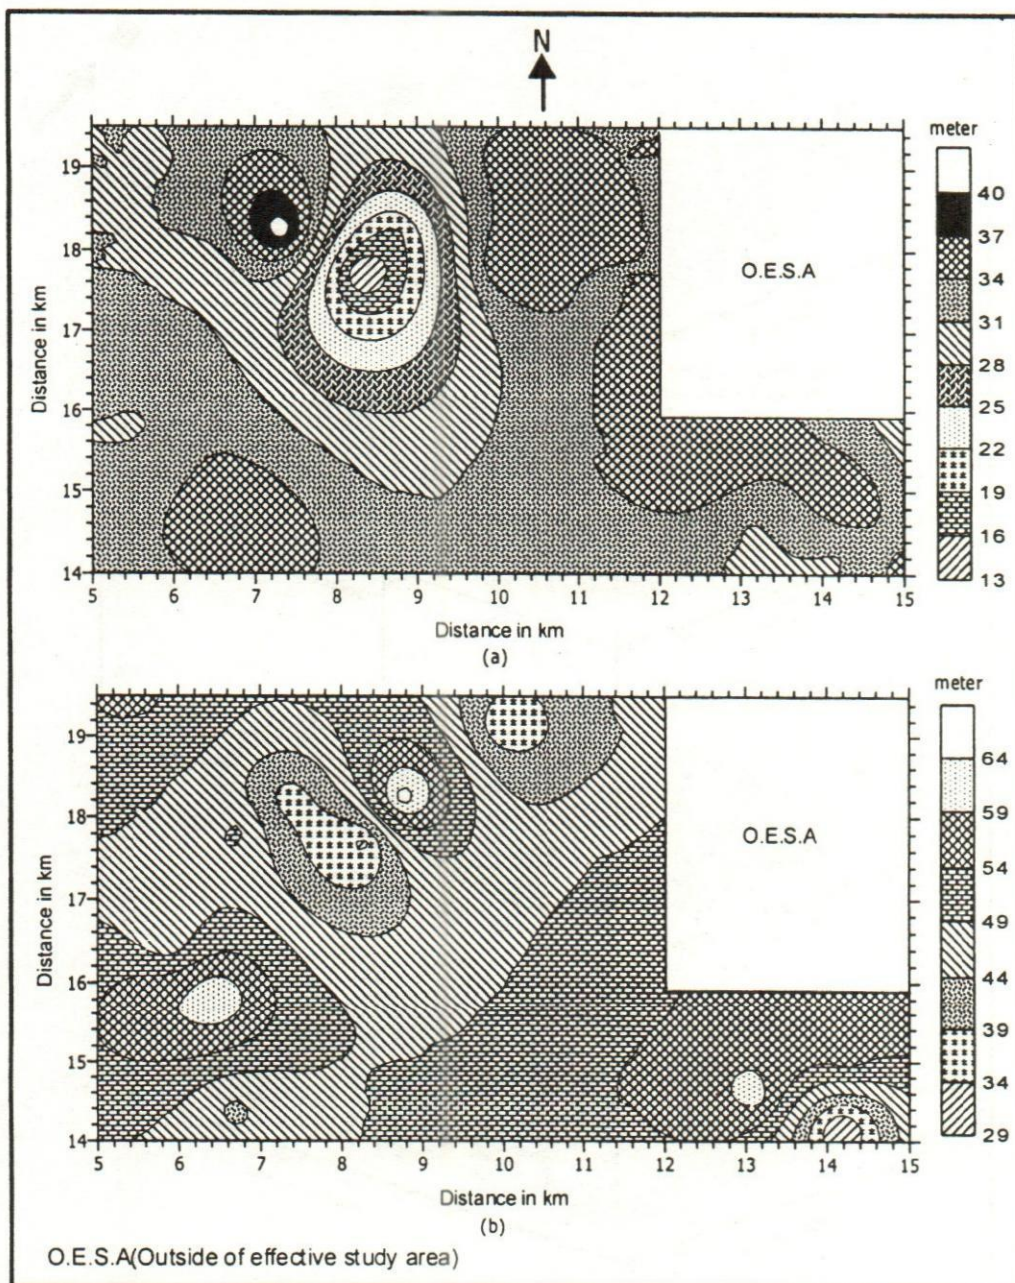 N
meter
19
18
17
16
15
14
Distance in km
O.E.S.A
40
37
34
31
28
25
22
19
16
13
5 6 7 8 9 10 11 12 13 14 15
Distance in km
(a)
meter
19
18
17
16
15
14
Distance in km
O.E.S.A
64
59
54
49
44
39
34
29
5 6 7 8 9 10 11 12 13 14 15
Distance in km
(b)
O.E.S.A(Outside of effective study area)